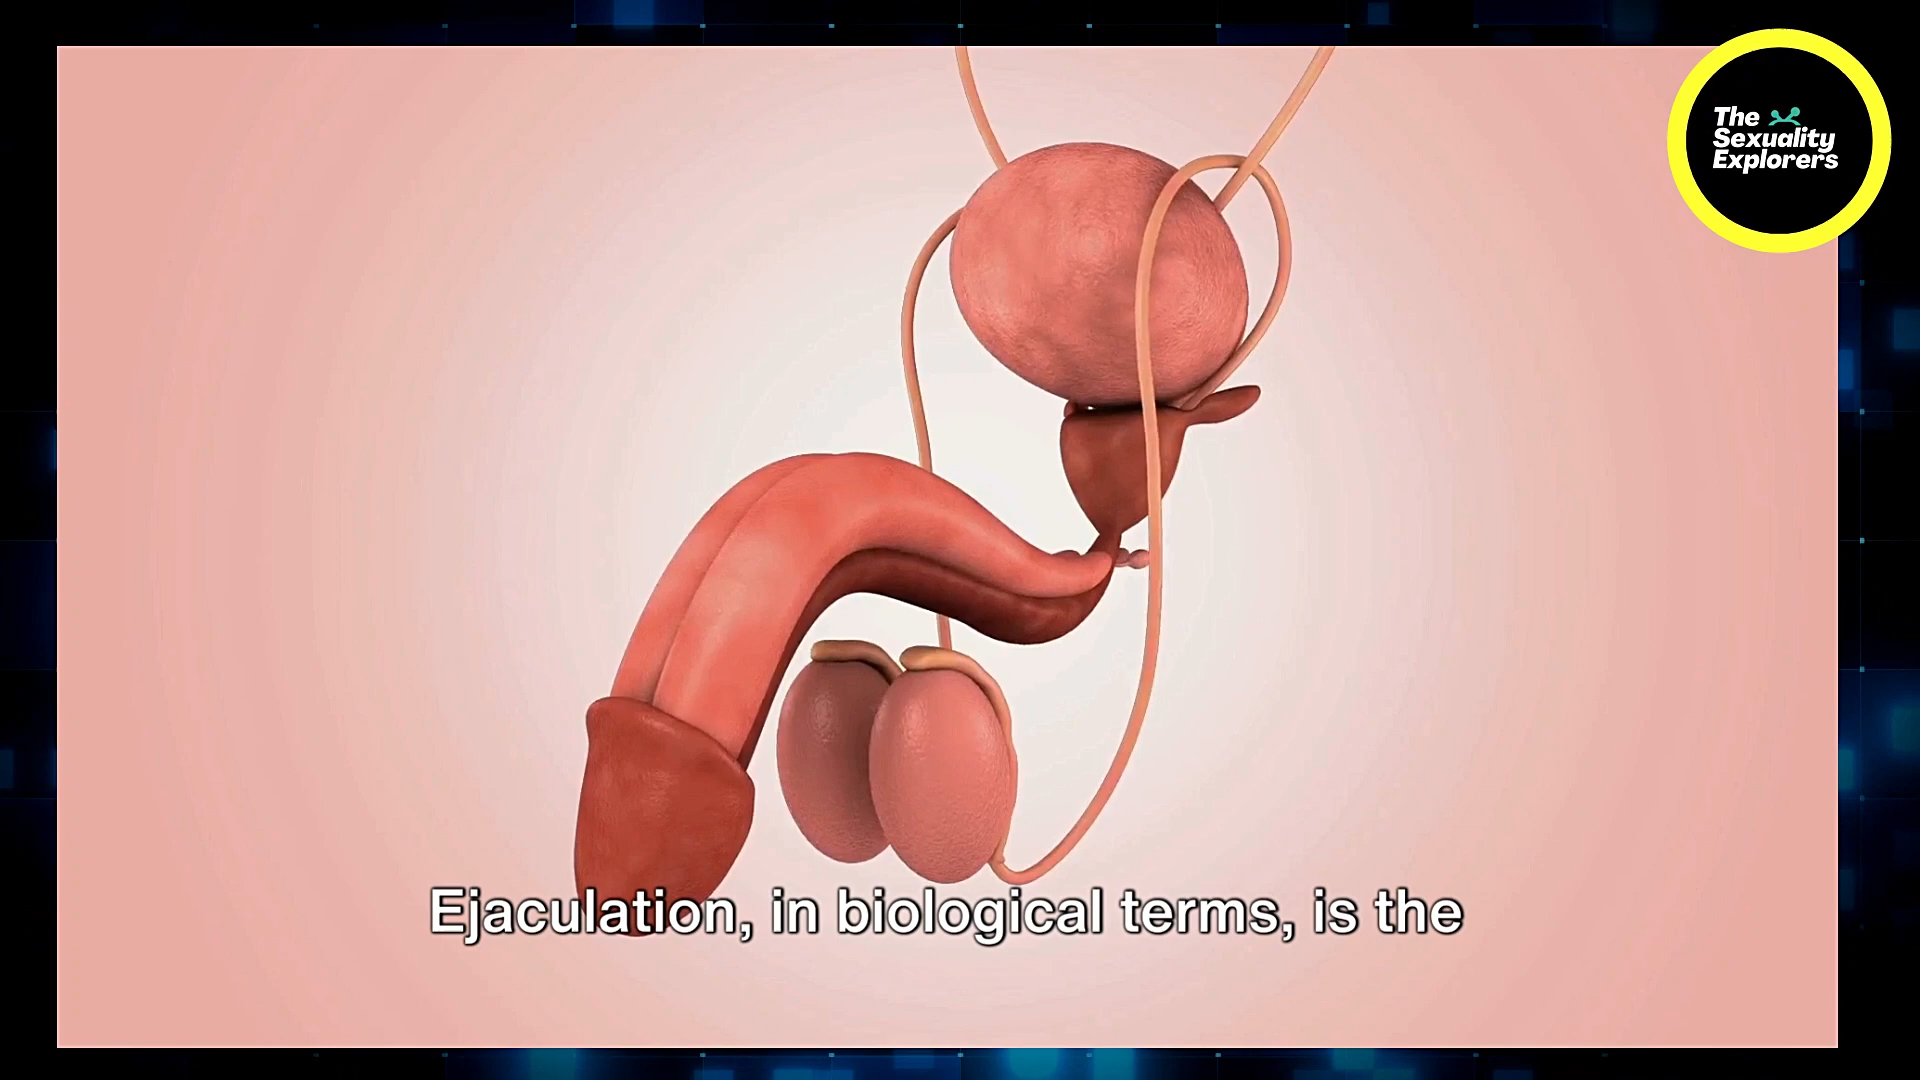 The
Sexuality
Explorers
Ejaculation, in biological terms, is the